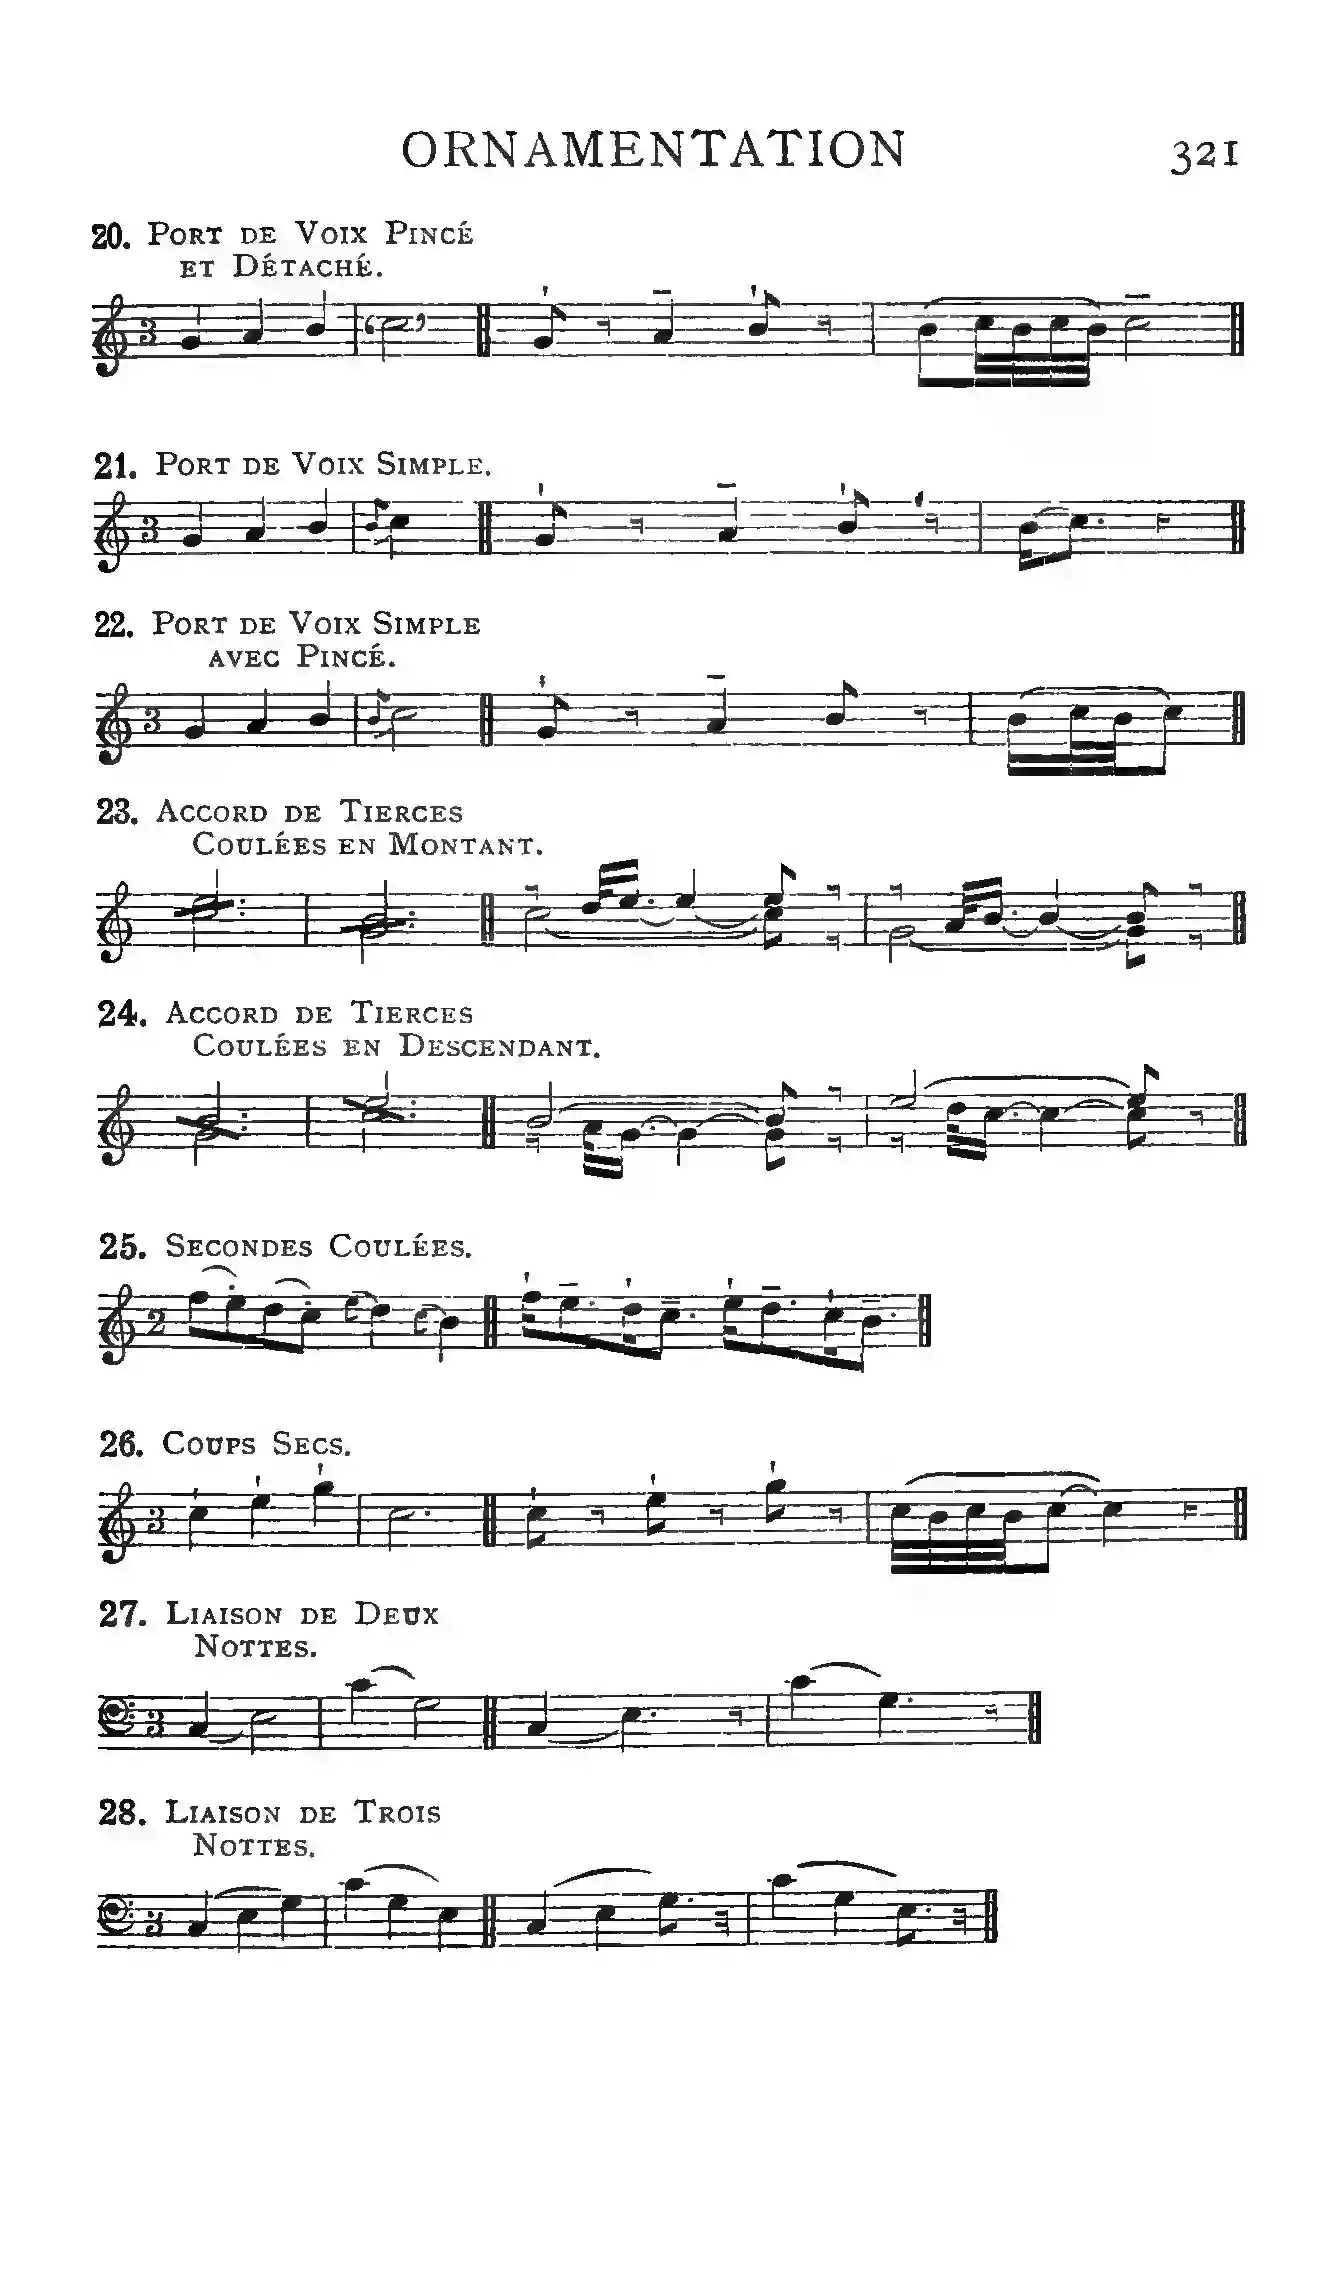 ORNAMENTATION 321
20. PORT DE VOIX PINCÉ
ET DÉTACHÉ.
21. PORT DE VOIX SIMPLE.
22. PORT DE VOIX SIMPLE
AVEC PINCÉ.
23. ACCORD DE TIERCES
COULÉES EN MONTANT.
24. ACCORD DE TIERCES
COULÉES EN DESCENDANT.
25. SECONDES COULÉES.
26. COUPS SECS.
27. LIAISON DE DEUX
NOTTES.
28. LIAISON DE TROIS
NOTTES.